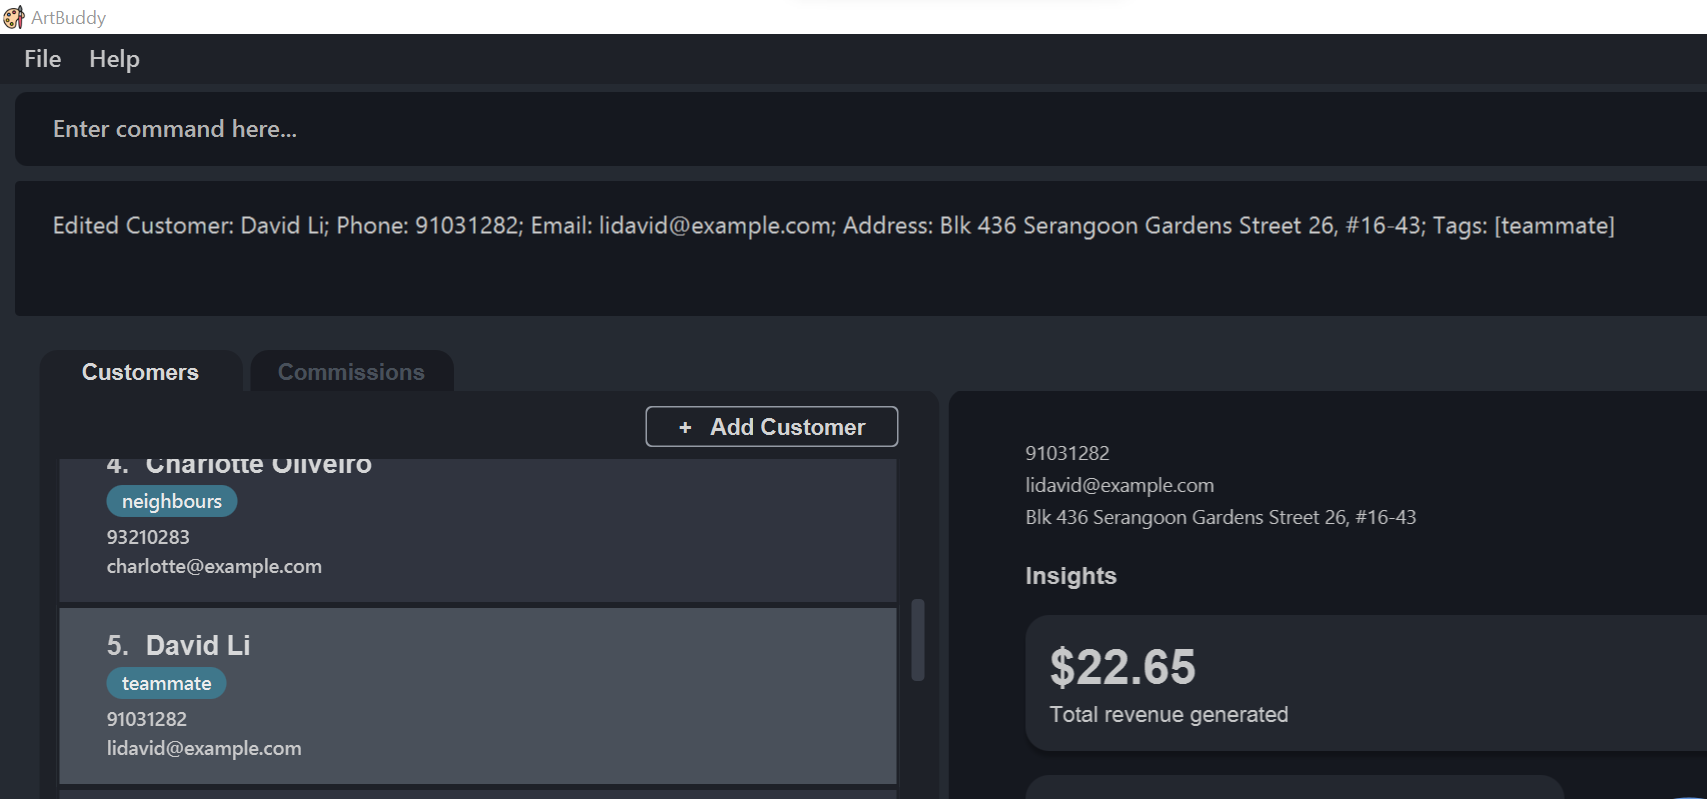 ArtBuddy
File Help
Enter command here...
Edited Customer: David Li; Phone: 91031282; Email: lidavid@example.com; Address: Blk 436 Serangoon Gardens Street 26, #16-43; Tags: [teammate]
Customers Commissions
+ Add Customer
4. Charlotte Oliveiro
neighbours
93210283
charlotte@example.com
5. David Li
teammate
91031282
lidavid@example.com
91031282
lidavid@example.com
Blk 436 Serangoon Gardens Street 26, #16-43
Insights
$22.65
Total revenue generated